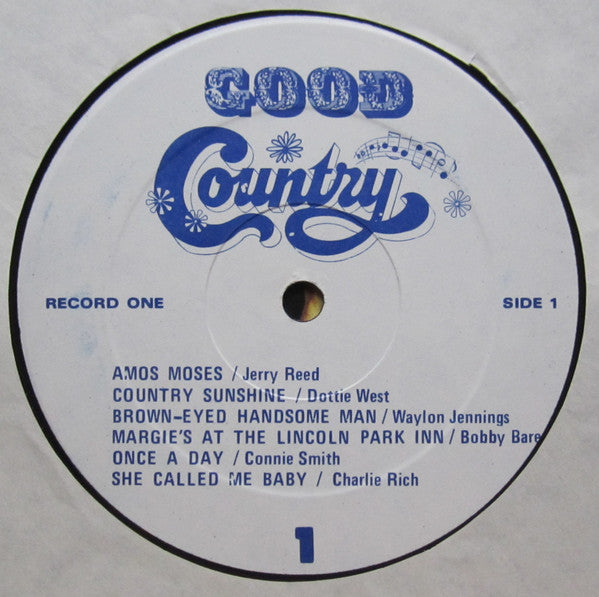 GOOD
Country
RECORD ONE
SIDE 1
AMOS MOSES / Jerry Reed
COUNTRY SUNSHINE / Dottie West
BROWN-EYED HANDSOME MAN / Waylon Jennings
MARGIE'S AT THE LINCOLN PARK INN / Bobby Bare
ONCE A DAY / Connie Smith
SHE CALLED ME BABY / Charlie Rich
1